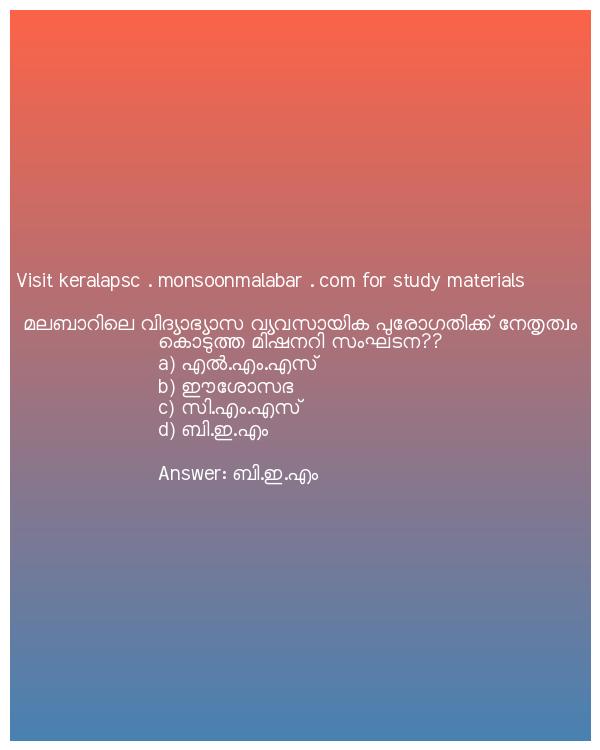 Visit keralapsc . monsoonmalabar . com for study materials
മലബാറിലെ വിദ്യാഭ്യാസ വ്യവസായിക പുരോഗതിക്ക് നേതൃത്വം
കൊടുത്ത മിഷനറി സംഘടന??
a) എൽ.എം.എസ്
b) ഈശോസഭ
c) സി.എം.എസ്
d) ബി.ഇ.എം
Answer: ബി.ഇ.എം